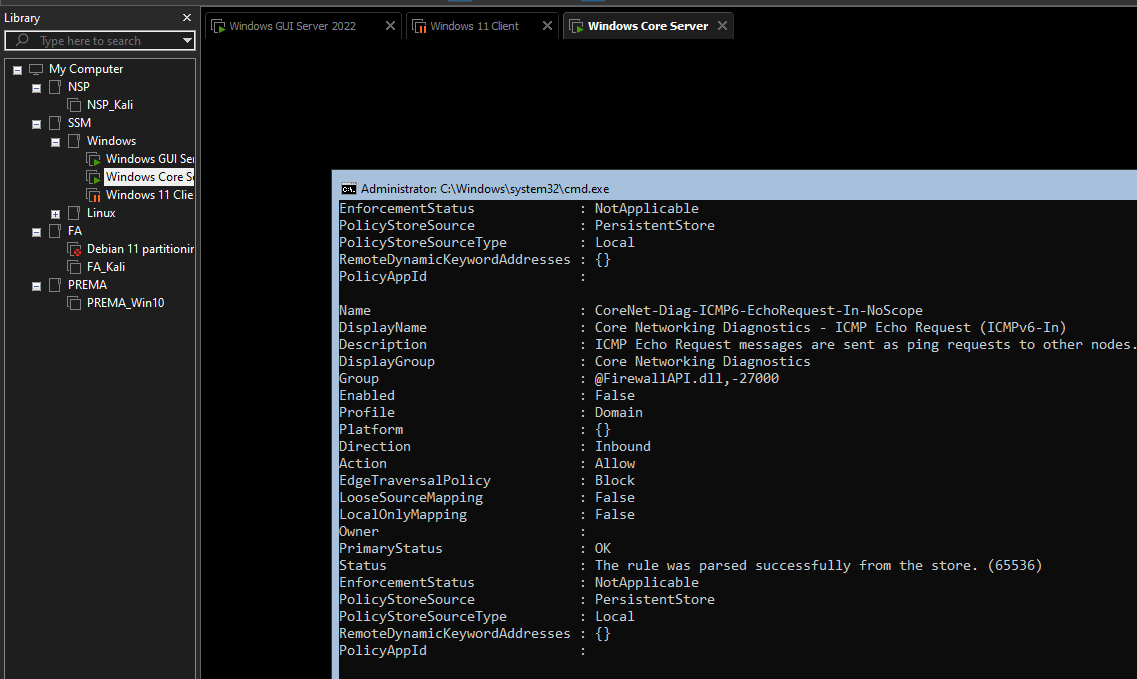 Library
Type here to search
My Computer
NSP
NSP_Kali
SSM
Windows
Windows GUI Ser
Windows Core S
Windows 11 Clie
Linux
FA
Debian 11 partitionin
FA_Kali
PREMA
PREMA_Win10
Windows GUI Server 2022
Windows 11 Client
Windows Core Server
Administrator: C:\Windows\system32\cmd.exe
EnforcementStatus : NotApplicable
PolicyStoreSource : PersistentStore
PolicyStoreSourceType : Local
RemoteDynamicKeywordAddresses : {}
PolicyAppId :
Name : CoreNet-Diag-ICMP6-EchoRequest-In-NoScope
DisplayName : Core Networking Diagnostics - ICMP Echo Request (ICMPv6-In)
Description : ICMP Echo Request messages are sent as ping requests to other nodes.
DisplayGroup : Core Networking Diagnostics
Group : @FirewallAPI.dll,-27000
Enabled : False
Profile : Domain
Platform : {}
Direction : Inbound
Action : Allow
EdgeTraversalPolicy : Block
LooseSourceMapping : False
LocalOnlyMapping : False
Owner :
PrimaryStatus : OK
Status : The rule was parsed successfully from the store. (65536)
EnforcementStatus : NotApplicable
PolicyStoreSource : PersistentStore
PolicyStoreSourceType : Local
RemoteDynamicKeywordAddresses : {}
PolicyAppId :